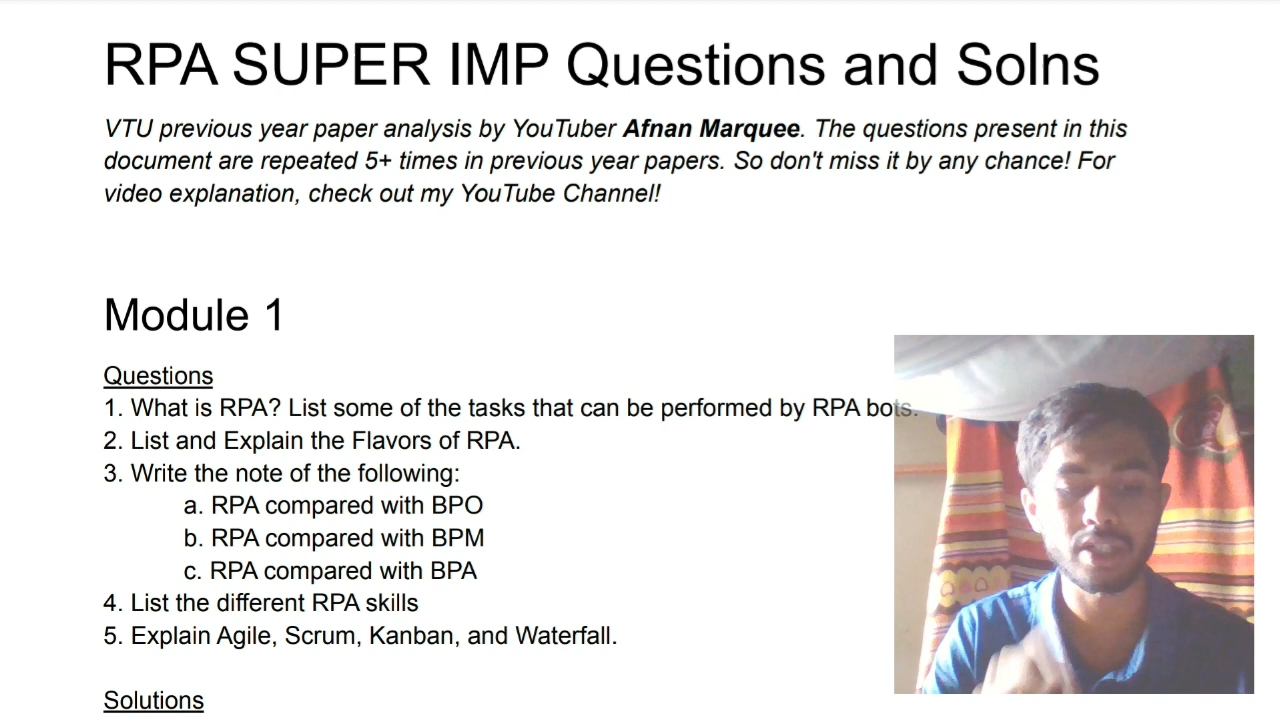 RPA SUPER IMP Questions and Solns
VTU previous year paper analysis by YouTuber Afnan Marquee. The questions present in this
document are repeated 5+ times in previous year papers. So don't miss it by any chance! For
video explanation, check out my YouTube Channel!
Module 1
Questions
1. What is RPA? List some of the tasks that can be performed by RPA bots.
2. List and Explain the Flavors of RPA.
3. Write the note of the following:
a. RPA compared with BPO
b. RPA compared with BPM
c. RPA compared with BPA
4. List the different RPA skills
5. Explain Agile, Scrum, Kanban, and Waterfall.
Solutions